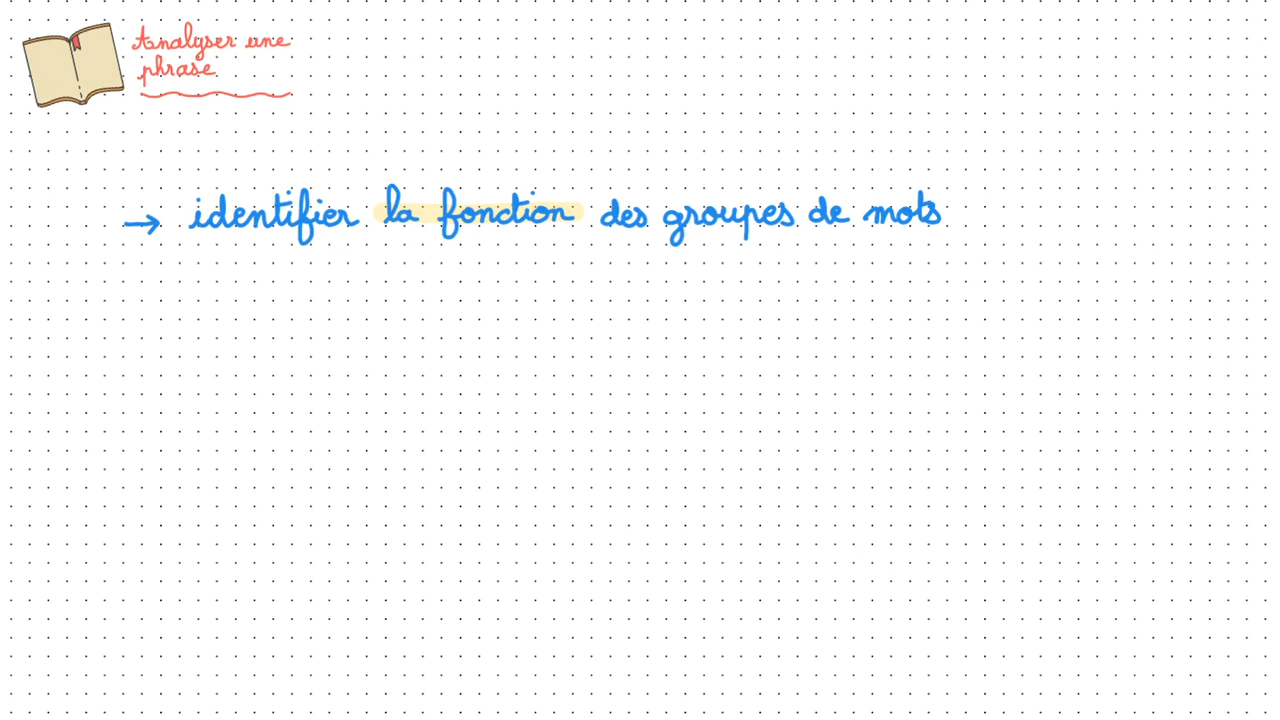 Analyser une
phrase
→ identifier la fonction des groupes de mots